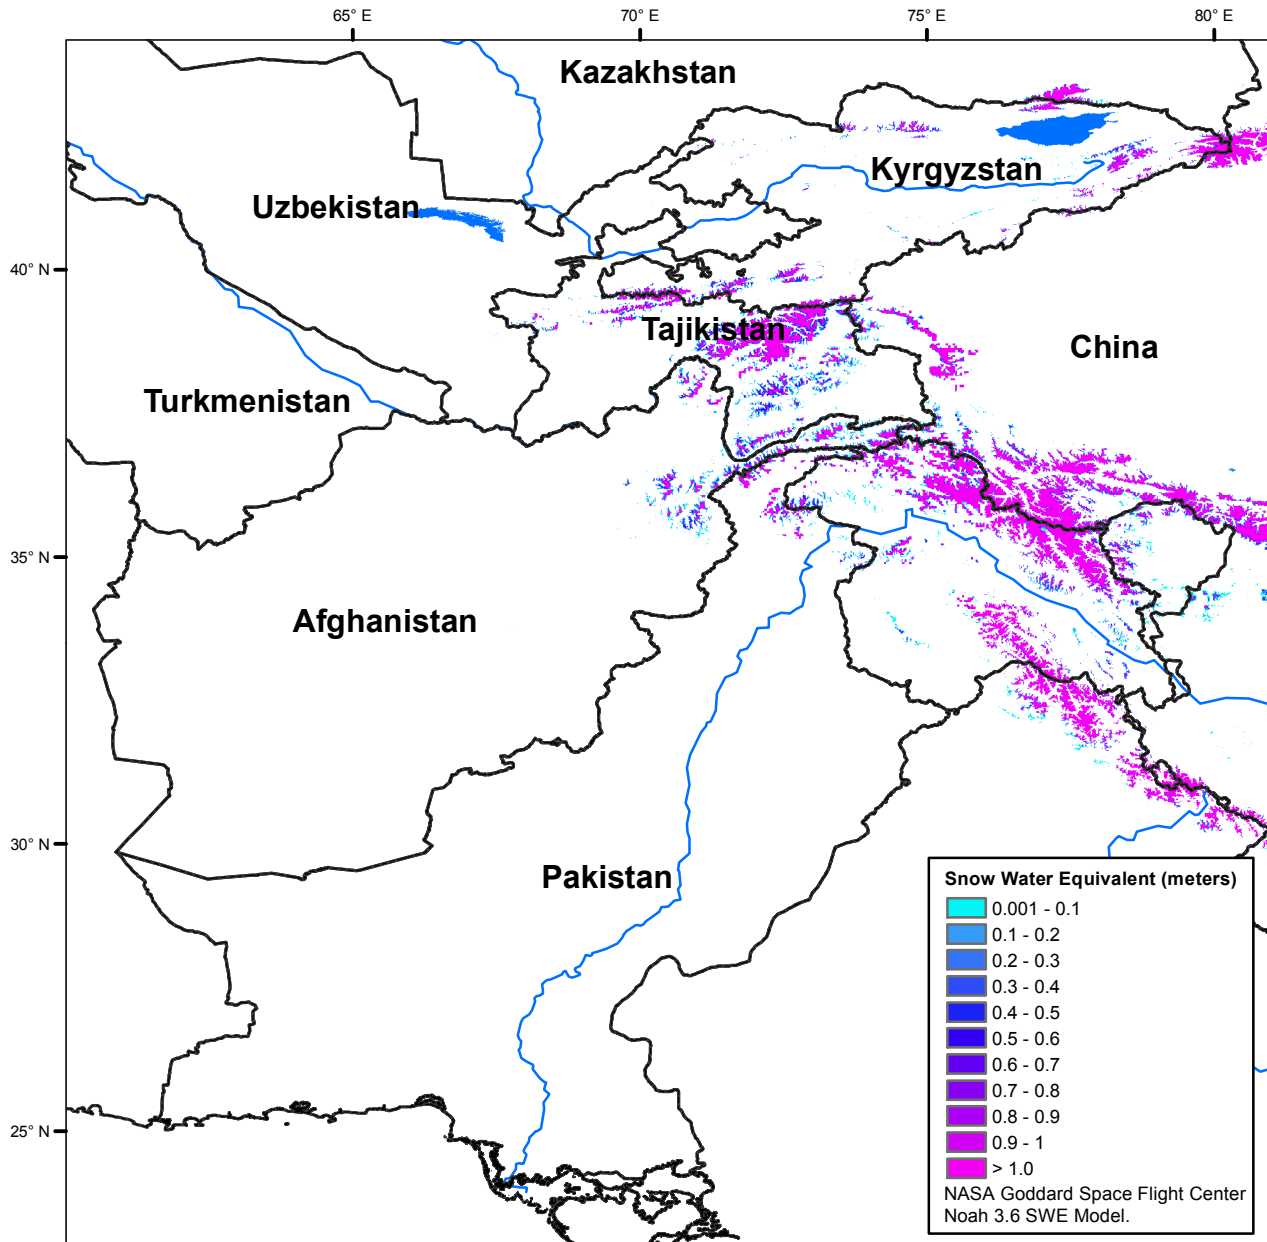 65° E
70° E
75° E
80° E
Kazakhstan
Kyrgyzstan
Uzbekistan
40° N
Tajikistan
China
Turkmenistan
35° N
Afghanistan
30° N
Pakistan
25° N
Snow Water Equivalent (meters)
0.001 - 0.1
0.1 - 0.2
0.2 - 0.3
0.3 - 0.4
0.4 - 0.5
0.5 - 0.6
0.6 - 0.7
0.7 - 0.8
0.8 - 0.9
0.9 - 1
> 1.0
NASA Goddard Space Flight Center
Noah 3.6 SWE Model.